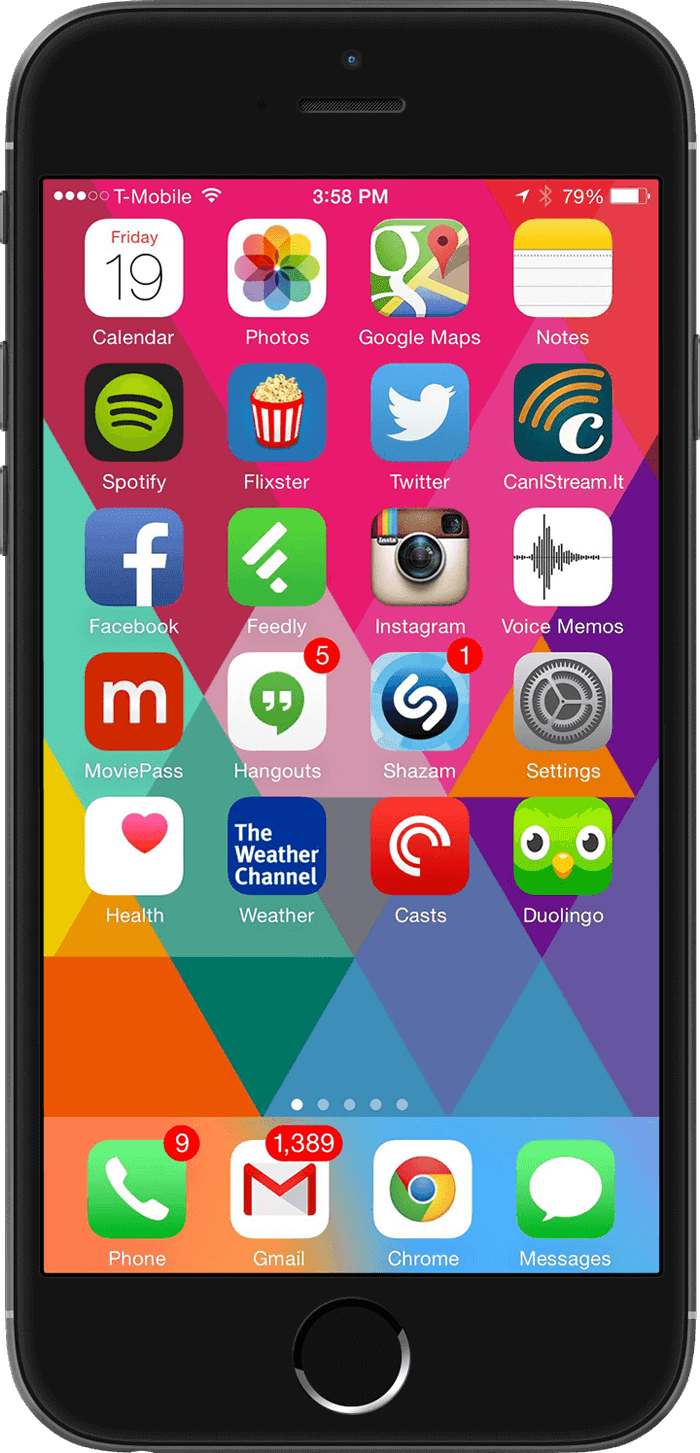 T-Mobile 3:58 PM 79%
Friday
19
Calendar Photos Google Maps Notes
Spotify Flixster Twitter CanIStream.It
Insta
Facebook Feedly Instagram Voice Memos
m 5 1
MoviePass Hangouts Shazam Settings
The
Weather
Channel
Health Weather Casts Duolingo
9 1,389
Phone Gmail Chrome Messages